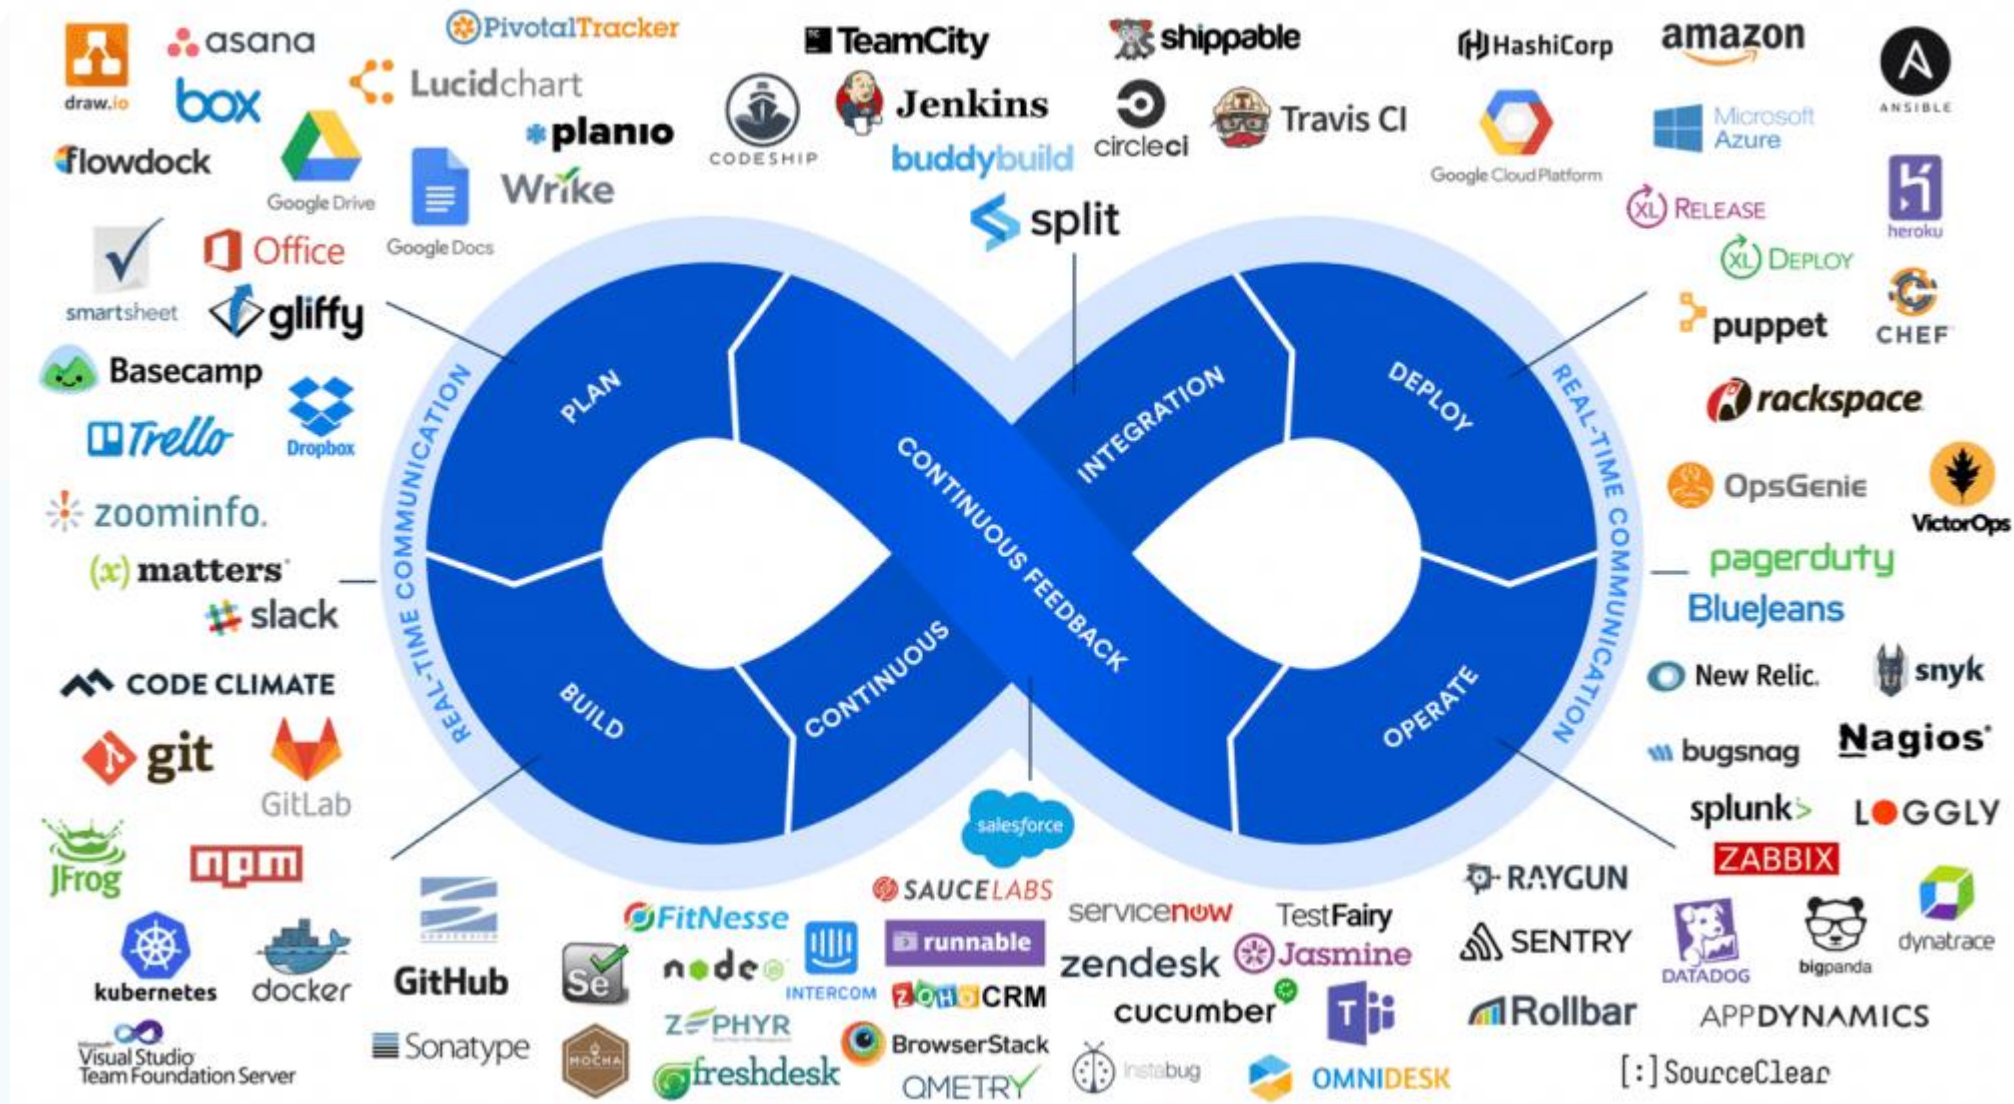 draw.io
asana
PivotalTracker
box
Lucidchart
flowdock
Google Drive
planio
Google Docs
Wrike
smartsheet
Office
gliffy
Basecamp
Trello
Dropbox
TeamCity
shippable
CODESHIP
Jenkins
circleci
Travis CI
buddybuild
split
HashiCorp
amazon
ANSIBLE
Google Cloud Platform
Microsoft
Azure
XL RELEASE
heroku
XL DEPLOY
puppet
CHEF
rackspace
PLAN
CONTINUOUS FEEDBACK
INTEGRATION
DEPLOY
BUILD
CONTINUOUS
OPERATE
REAL-TIME COMMUNICATION
REAL-TIME COMMUNICATION
zoominfo.
(x) matters
slack
OpsGenie
VictorOps
pagerduty
BlueJeans
CODE CLIMATE
git
GitLab
JFrog
npm
kubernetes
docker
GitHub
Visual Studio
Team Foundation Server
Sonatype
salesforce
SAUCELABS
FitNesse
Se
node
INTERCOM
runnable
servicenow
TestFairy
zendesk
Jasmine
ZOHO CRM
cucumber
T
ZEPHYR
MOCHA
freshdesk
BrowserStack
QMETRY
Instabug
OMNIDESK
New Relic.
snyk
bugsnag
Nagios
splunk>
LOGGLY
ZABBIX
RAYGUN
SENTRY
DATADOG
bigpanda
dynatrace
Rollbar
APPDYNAMICS
[:] SourceClear